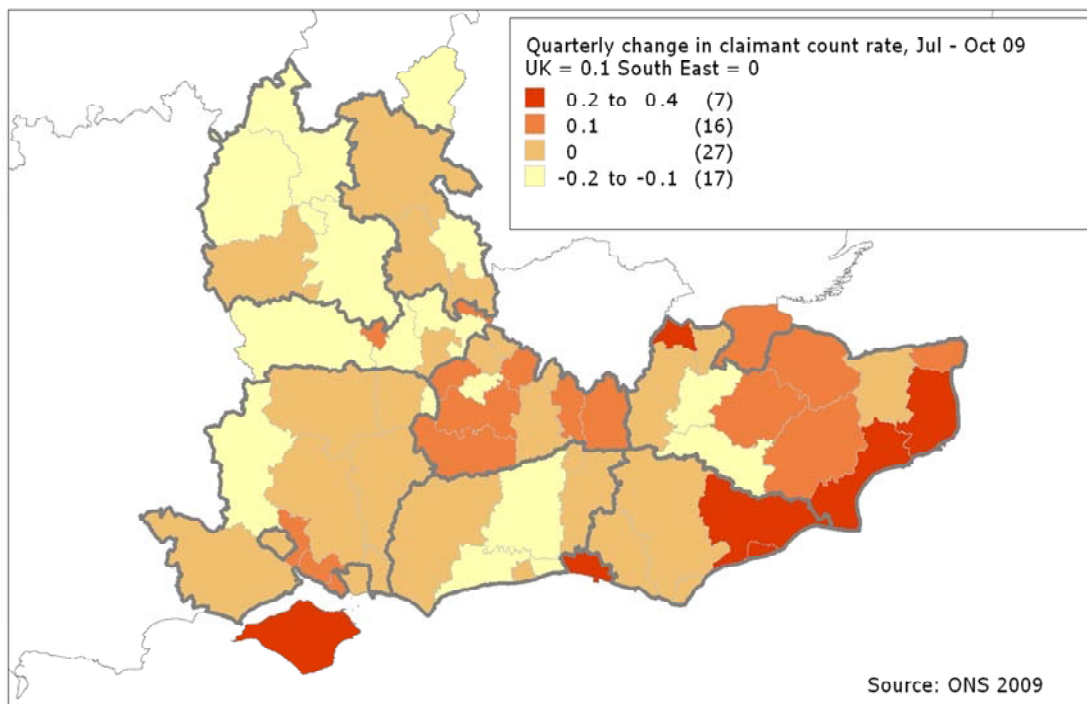 Quarterly change in claimant count rate, Jul - Oct 09
UK = 0.1 South East = 0
0.2 to 0.4 (7)
0.1 (16)
0 (27)
-0.2 to -0.1 (17)
Source: ONS 2009